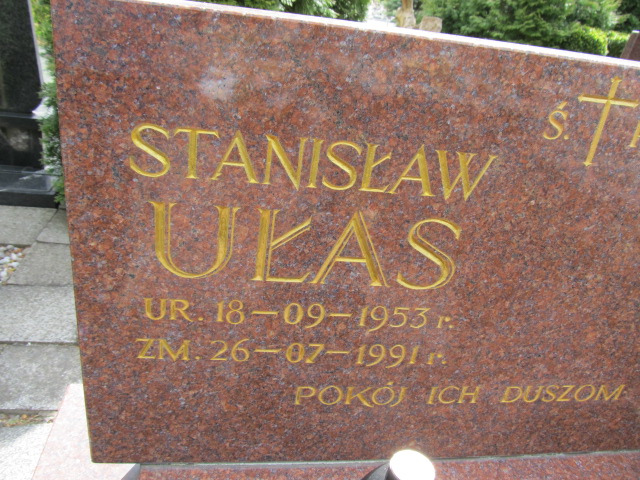 Ś.
STANISŁAW
UŁAS
UR. 18-09-1953 r.
ZM. 26-07-1991 r.
POKÓJ ICH DUSZOM